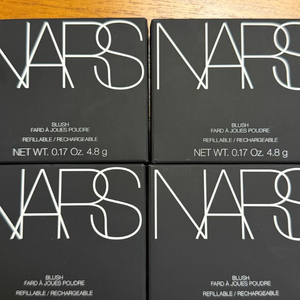 NARS
BLUSH
FARD À JOUES POUDRE
REFILLABLE / RECHARGEABLE
NET WT. 0.17 OZ. 4.8 g
NARS
BLUSH
FARD À JOUES POUDRE
REFILLABLE / RECHARGEABLE
NET WT. 0.17 OZ. 4.8 g
NARS
BLUSH
FARD À JOUES POUDRE
REFILLABLE / RECHARGEABLE
NARS
BLUSH
FARD À JOUES POUDRE
REFILLABLE / RECHARGEABLE